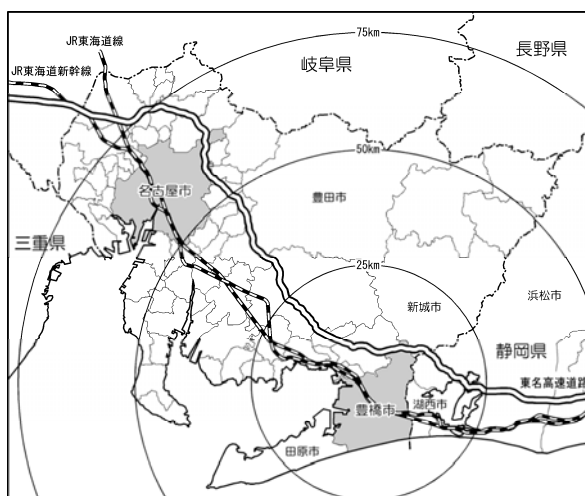 75km
長野県
JR東海道線
岐阜県
JR東海道新幹線
50km
名古屋市
豊田市
三重県
25km
浜松市
新城市
静岡県
東名高速道路
湖西市
豊橋市
田原市